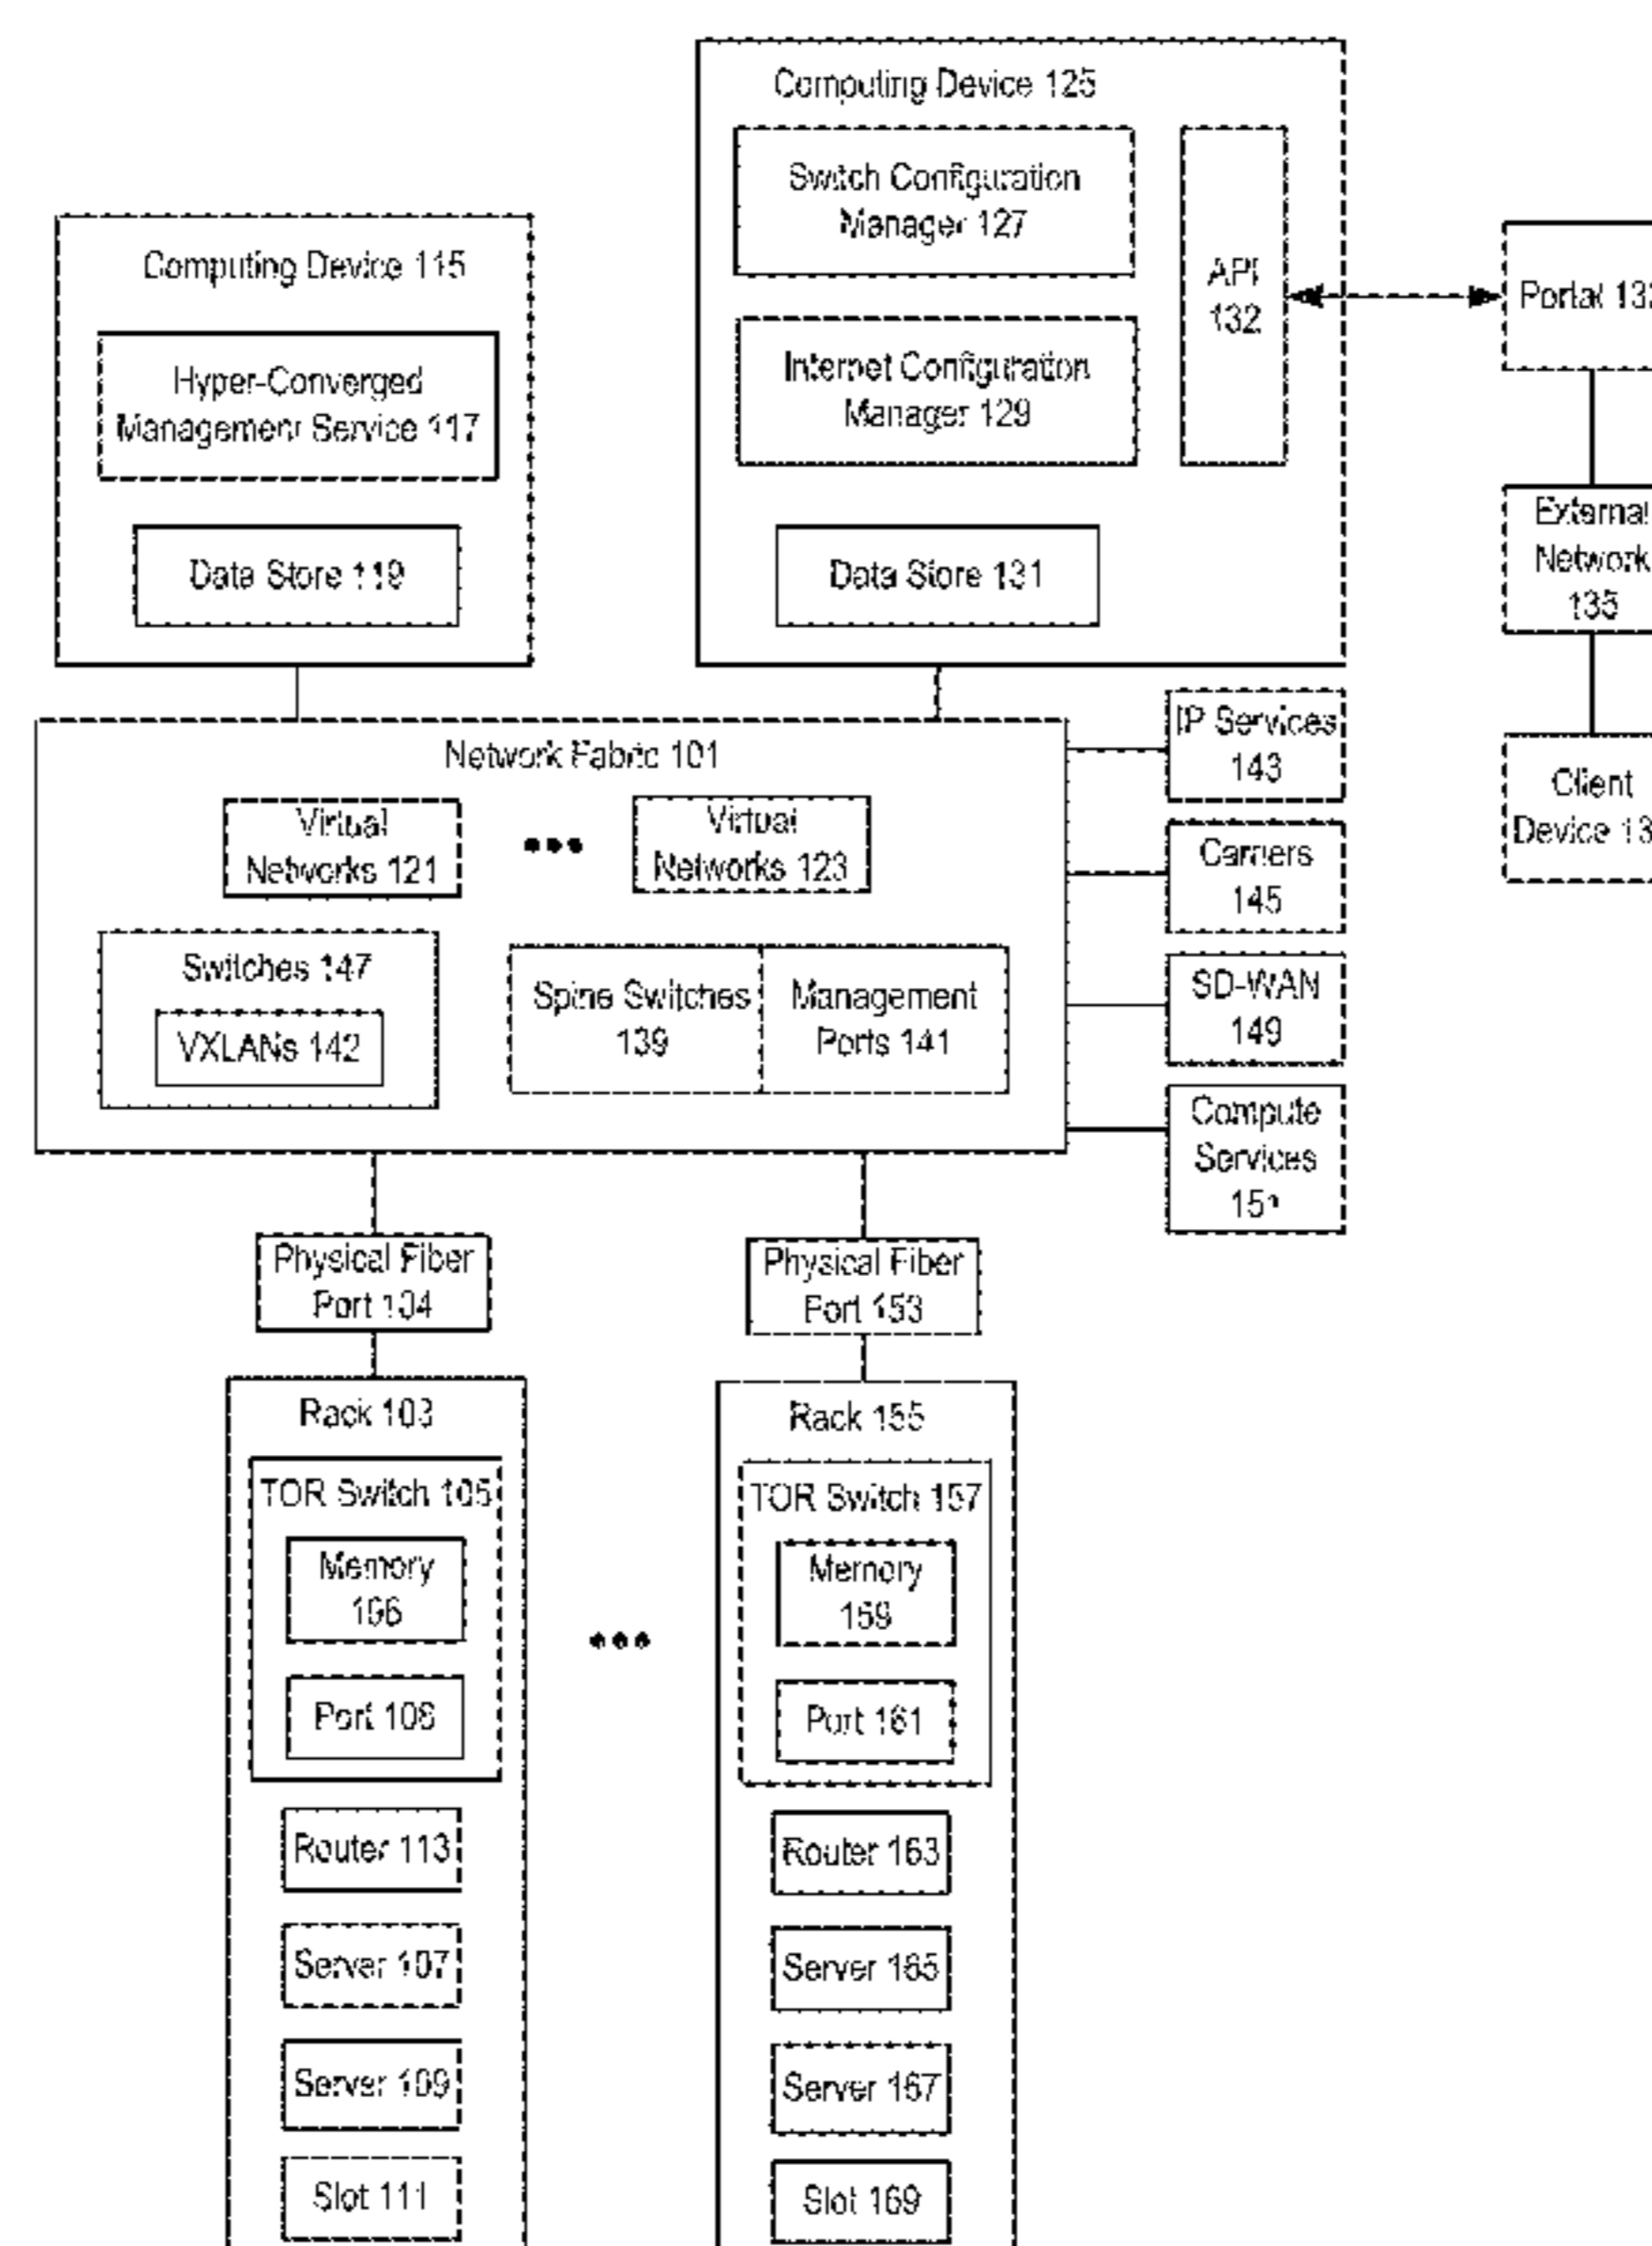 Computing Device 125
Switch Configuration
Manager 127
API
132
Internet Configuration
Manager 129
Data Store 131
Computing Device 115
Hyper-Converged
Management Service 117
Data Store 119
Portal
External
Network
135
Client
Device
Network Fabric 101
Virtual
Networks 121
Virtual
Networks 123
Switches 147
VXLANs 142
Spine Switches
139
Management
Ports 141
IP Services
143
Carriers
145
SD-WAN
149
Compute
Services
151
Physical Fiber
Port 104
Physical Fiber
Port 153
Rack 103
TOR Switch 105
Memory
106
Port 108
Router 113
Server 107
Server 109
Slot 111
Rack 155
TOR Switch 157
Memory
159
Port 161
Router 163
Server 165
Server 167
Slot 169